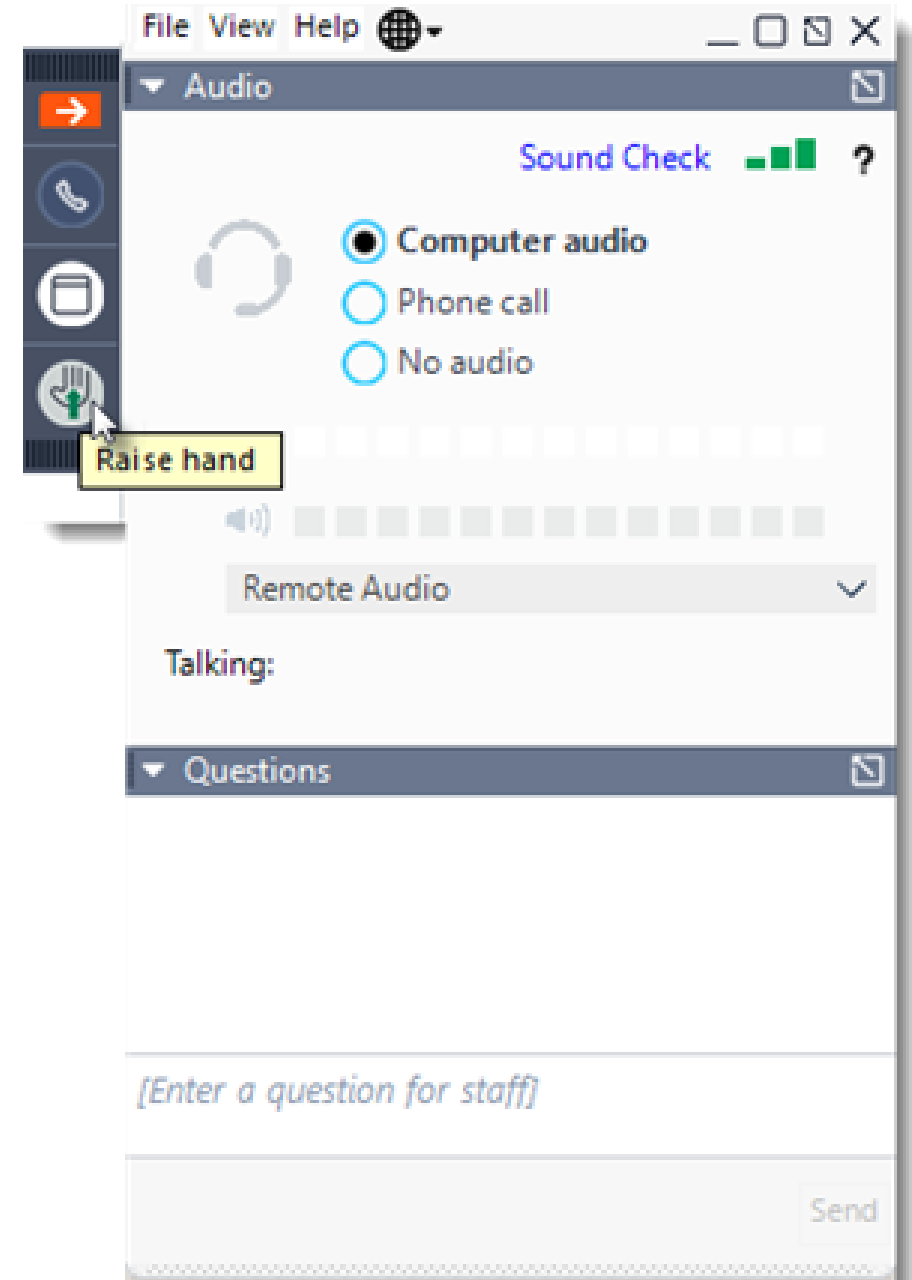 File View Help
Audio
Sound Check ?
Computer audio
Phone call
No audio
Raise hand
Remote Audio
Talking:
Questions
[Enter a question for staff]
Send